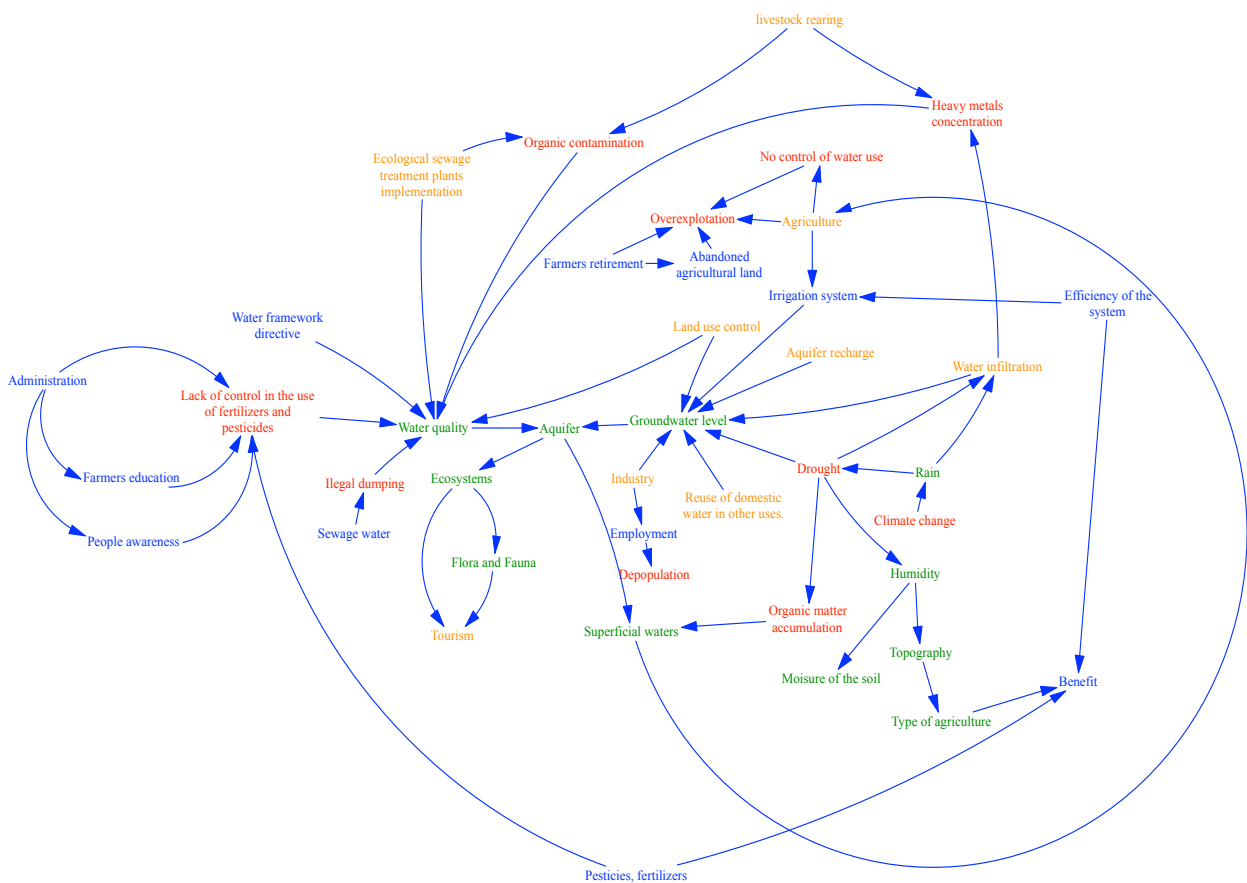 livestock rearing
Heavy metals
concentration
Organic contamination
Ecological sewage
treatment plants
implementation
No control of water use
Overexplotation
Agriculture
Farmers retirement
Abandoned
agricultural land
Irrigation system
Efficiency of the
system
Water framework
directive
Land use control
Aquifer recharge
Water infiltration
Administration
Lack of control in the use
of fertilizers and
pesticides
Water quality
Aquifer
Groundwater level
Farmers education
Ilegal dumping
Ecosystems
Industry
Reuse of domestic
water in other uses.
Drought
Rain
Climate change
People awareness
Sewage water
Employment
Flora and Fauna
Depopulation
Humidity
Tourism
Superficial waters
Organic matter
accumulation
Topography
Moisure of the soil
Benefit
Type of agriculture
Pesticies, fertilizers